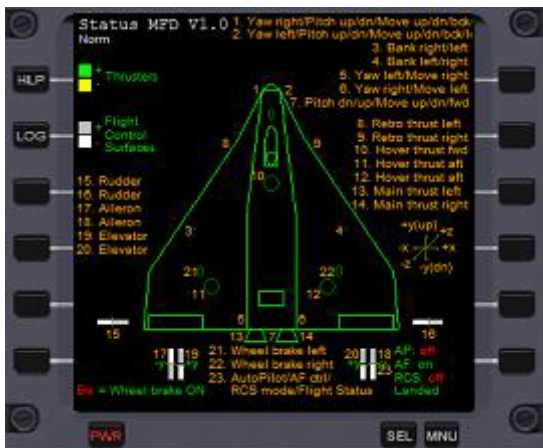 Status MFD V1.0
Norm
1. Yaw right/Pitch up/dn/Move up/dn/bck/
2. Yaw left/Pitch up/dn/Move up/dn/bck/
3. Bank right/left
4. Bank left/right
5. Yaw left/Move right
6. Yaw right/Move left
7. Pitch dn/up/Move up/dn/fwd
8. Retro thrust left
9. Retro thrust right
10. Hover thrust fwd
11. Hover thrust aft
12. Hover thrust aft
13. Main thrust left
14. Main thrust right
HLP
+ Thrusters
-
LOG
+ Flight
- Control
Surfaces
15. Rudder
16. Rudder
17. Aileron
18. Aileron
19. Elevator
20. Elevator
1 2
8 9
10
3 4
+y(up)
+z
-x +x
-z
-y(dn)
21 22
11 12
5 6
13 7 14
15 16
17 19
20 18
23
21. Wheel brake left
22. Wheel brake right
23. AutoPilot/AF ctrl/
RCS mode/Flight Status
AP: off
AF: on
RCS: off
Landed
= Wheel brake ON
PWR
SEL MNU